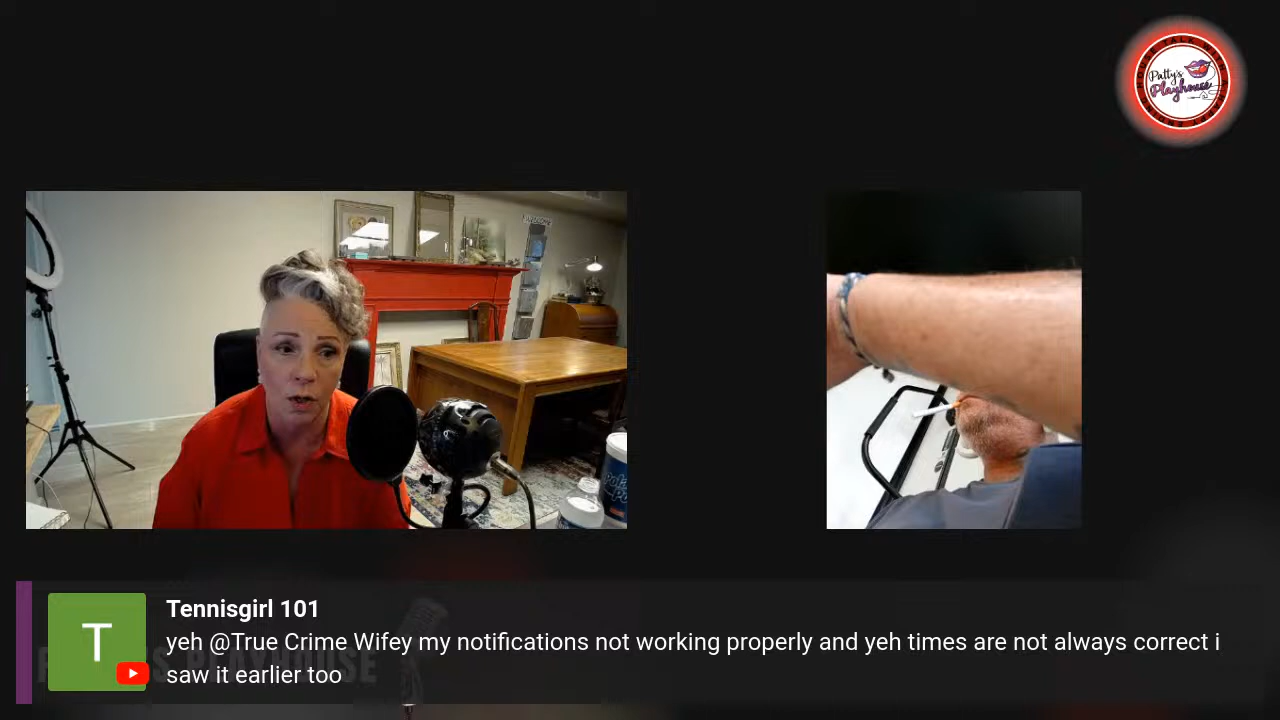 Patty's
Playhouse
T
Tennisgirl 101
yeh @True Crime Wifey my notifications not working properly and yeh times are not always correct i
saw it earlier too